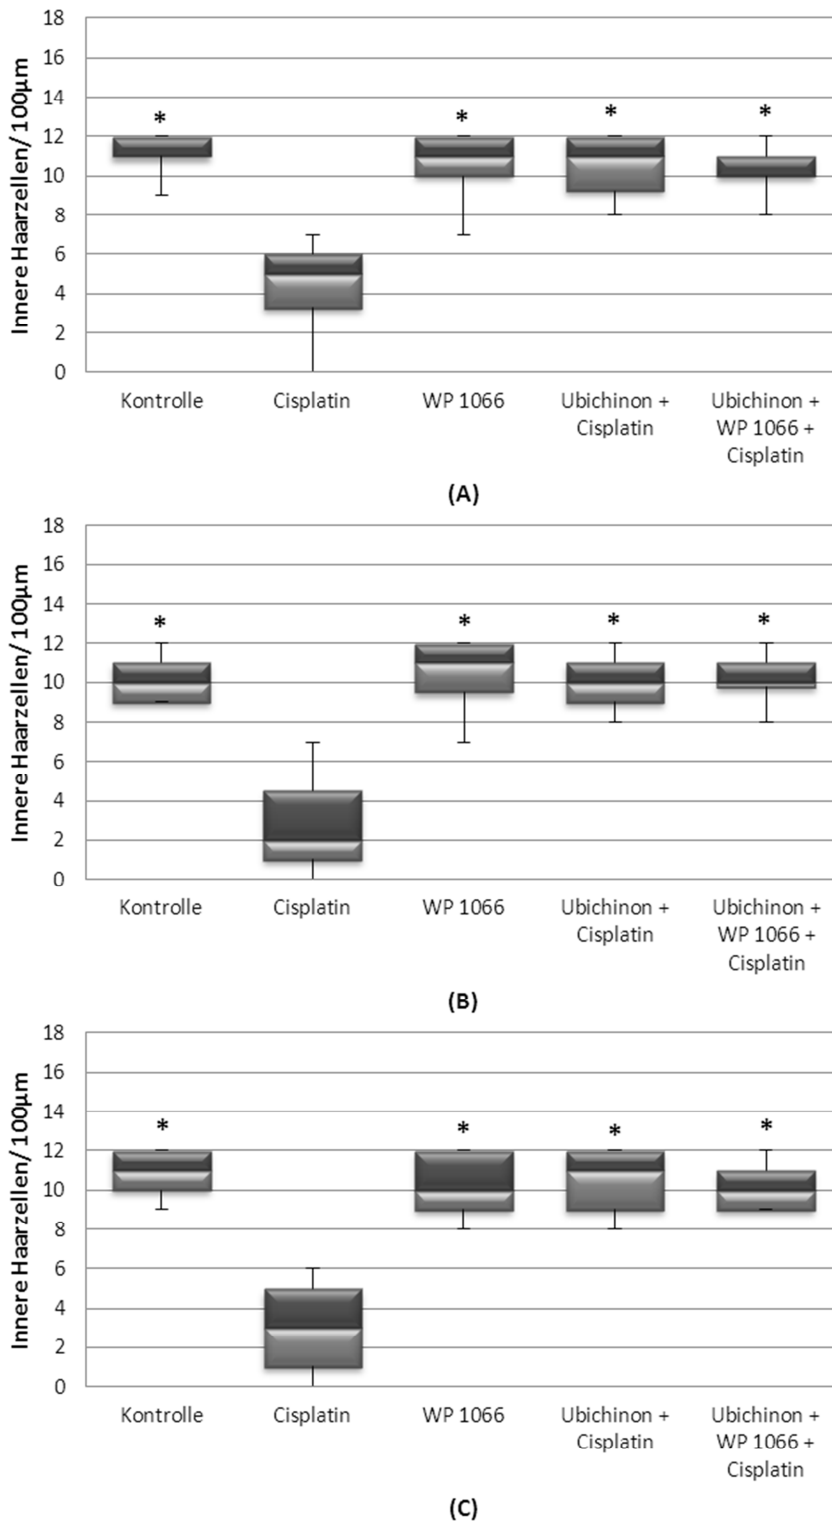 18
16
14
12
10
8
6
4
2
0
Innere Haarzellen/100µm
* * * * *
Kontrolle Cisplatin WP 1066 Ubichinon + Ubichinon +
Cisplatin WP 1066 +
Cisplatin
(A)
18
16
14
12
10
8
6
4
2
0
Innere Haarzellen/100µm
* * * * *
Kontrolle Cisplatin WP 1066 Ubichinon + Ubichinon +
Cisplatin WP 1066 +
Cisplatin
(B)
18
16
14
12
10
8
6
4
2
0
Innere Haarzellen/100µm
* * * * *
Kontrolle Cisplatin WP 1066 Ubichinon + Ubichinon +
Cisplatin WP 1066 +
Cisplatin
(C)